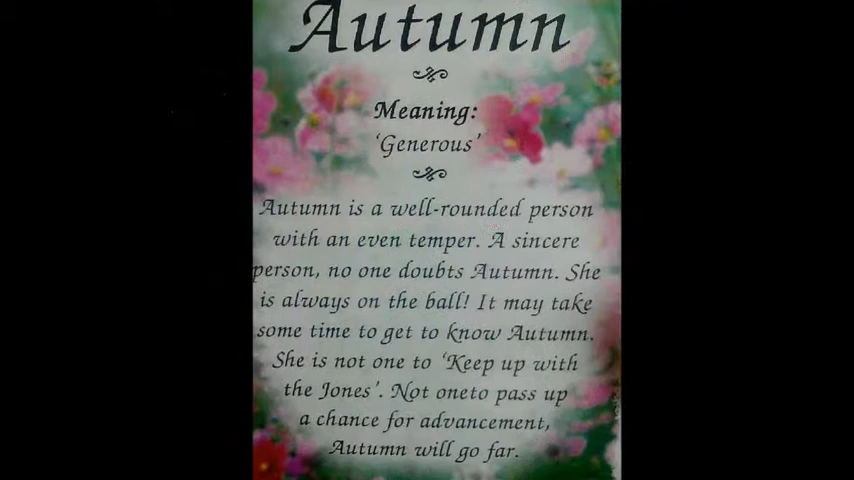 Autumn
Meaning:
‘Generous’
Autumn is a well-rounded person
with an even temper. A sincere
person, no one doubts Autumn. She
is always on the ball! It may take
some time to get to know Autumn.
She is not one to ‘Keep up with
the Jones’. Not oneto pass up
a chance for advancement,
Autumn will go far.